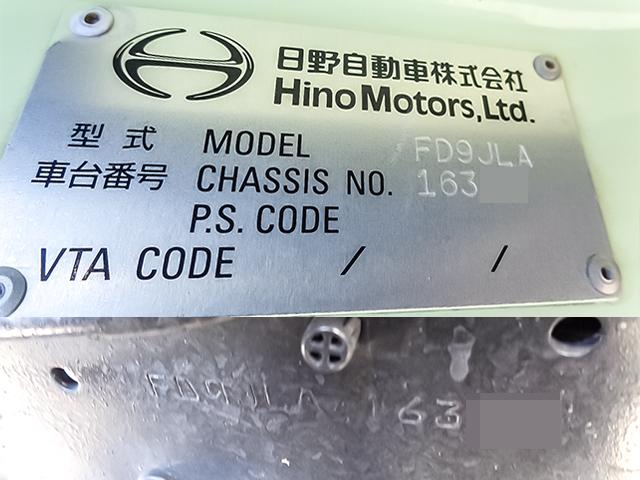 日野自動車株式会社
Hino Motors, Ltd.
型式 MODEL FD9JLA
車台番号 CHASSIS NO. 163
P.S. CODE
VTA CODE / /
FD9JLA 163